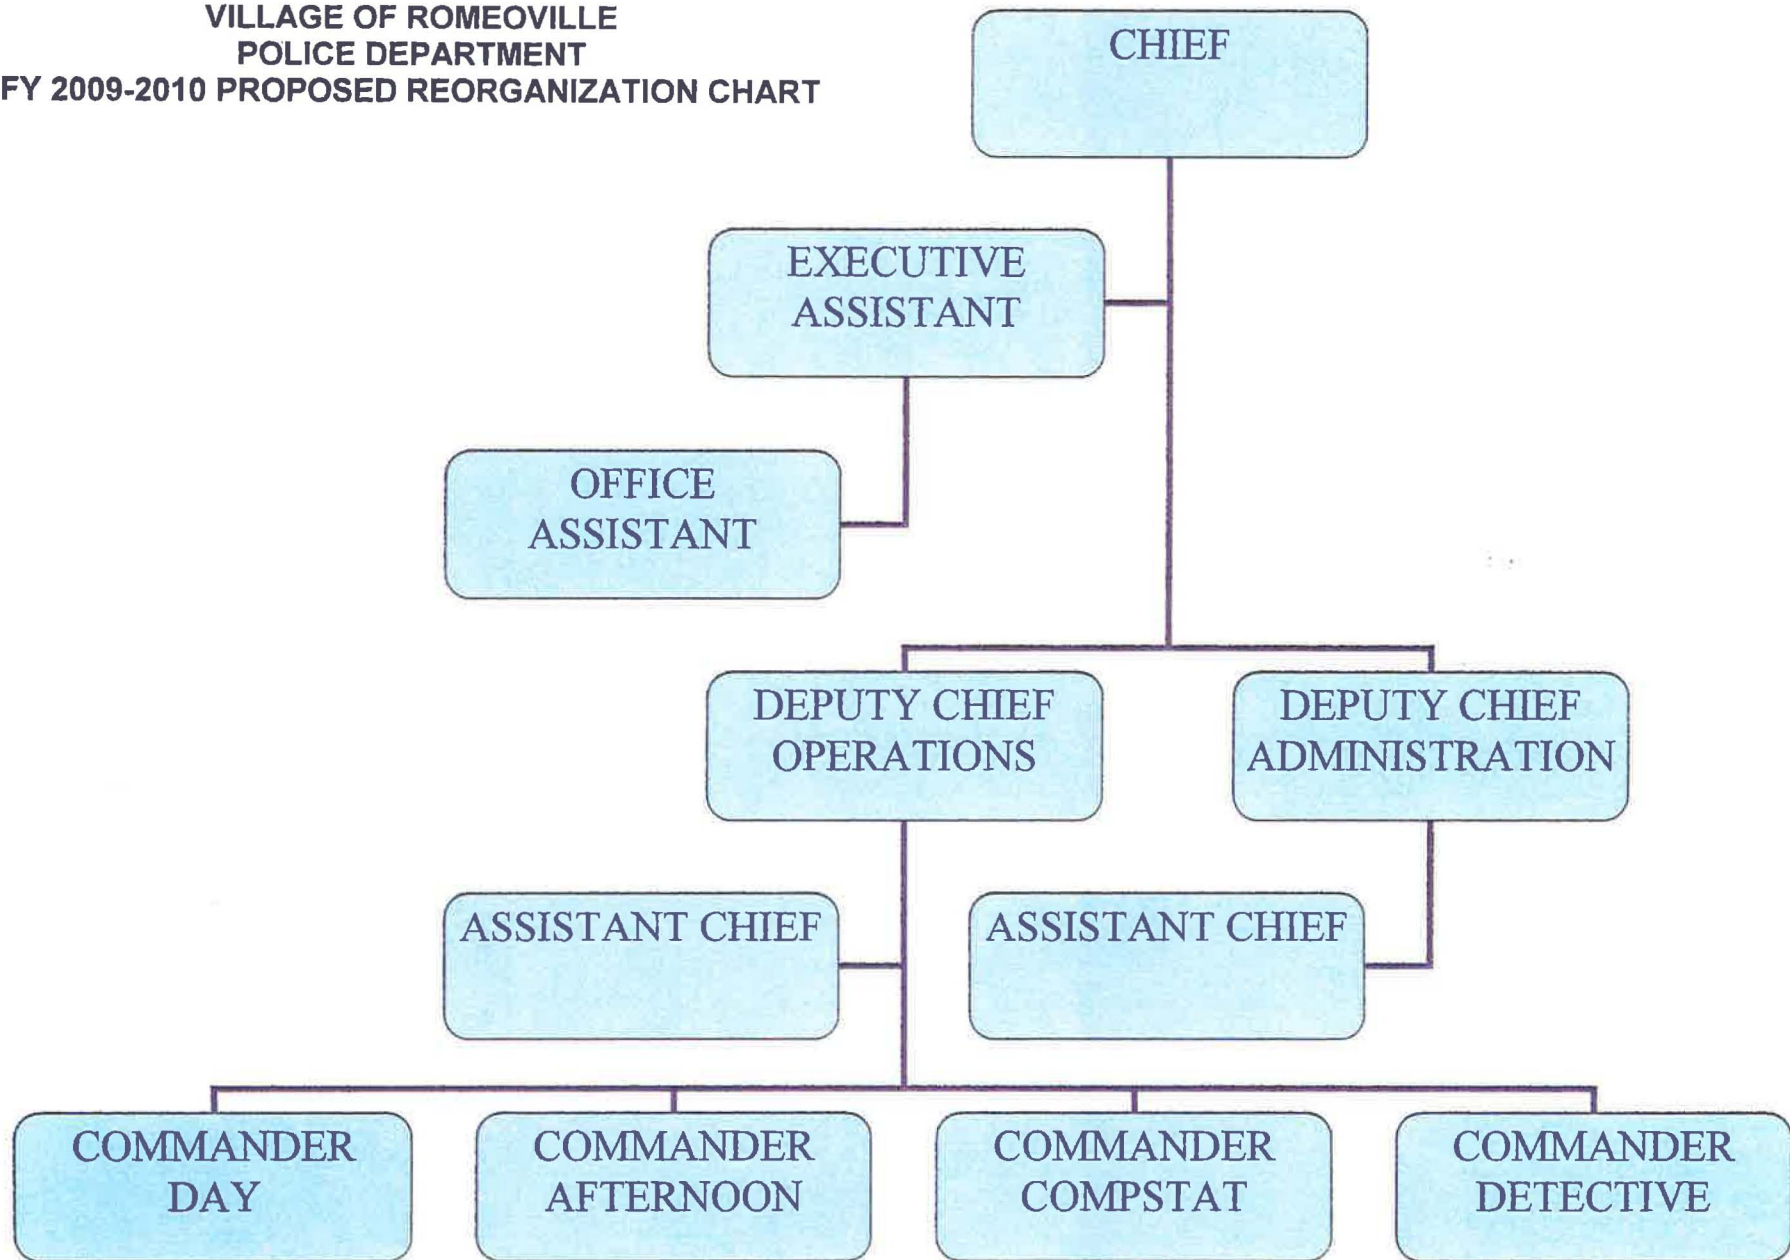 VILLAGE OF ROMEOVILLE
POLICE DEPARTMENT
FY 2009-2010 PROPOSED REORGANIZATION CHART
CHIEF
EXECUTIVE
ASSISTANT
OFFICE
ASSISTANT
DEPUTY CHIEF
OPERATIONS
DEPUTY CHIEF
ADMINISTRATION
ASSISTANT CHIEF
ASSISTANT CHIEF
COMMANDER
DAY
COMMANDER
AFTERNOON
COMMANDER
COMPSTAT
COMMANDER
DETECTIVE